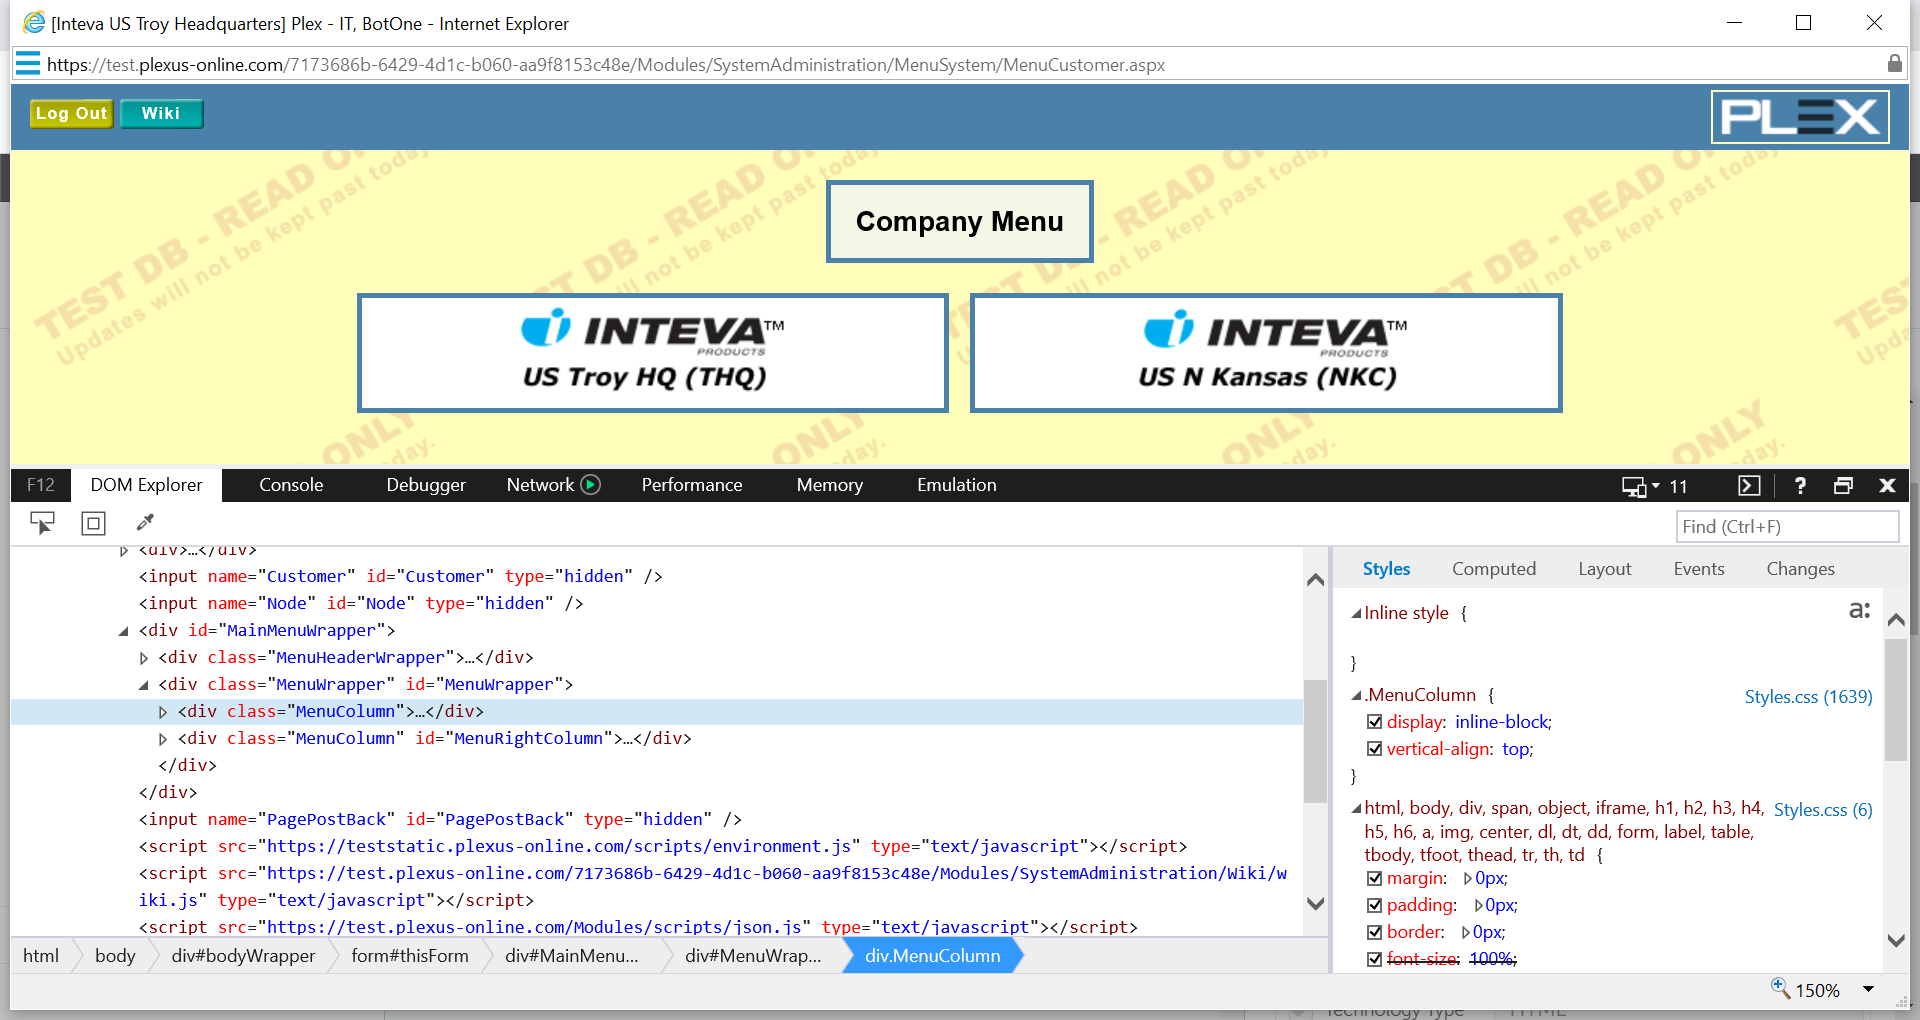 [Inteva US Troy Headquarters] Plex - IT, BotOne - Internet Explorer
https://test.plexus-online.com/7173686b-6429-4d1c-b060-aa9f8153c48e/Modules/SystemAdministration/MenuSystem/MenuCustomer.aspx
Log Out Wiki PLEX
TEST DB - READ ON
Updates will not be kept past today
Company Menu
INTEVA™
PRODUCTS
US Troy HQ (THQ)
INTEVA™
PRODUCTS
US N Kansas (NKC)
ONLY
day.
ONLY
day.
ONLY
day.
ONLY
day.
F12 DOM Explorer Console Debugger Network Performance Memory Emulation 11 ?
Find (Ctrl+F)
<div>…</div>
<input name="Customer" id="Customer" type="hidden" />
<input name="Node" id="Node" type="hidden" />
<div id="MainMenuWrapper">
<div class="MenuHeaderWrapper">…</div>
<div class="MenuWrapper" id="MenuWrapper">
<div class="MenuColumn">…</div>
<div class="MenuColumn" id="MenuRightColumn">…</div>
</div>
</div>
<input name="PagePostBack" id="PagePostBack" type="hidden" />
<script src="https://teststatic.plexus-online.com/scripts/environment.js" type="text/javascript"></script>
<script src="https://test.plexus-online.com/7173686b-6429-4d1c-b060-aa9f8153c48e/Modules/SystemAdministration/Wiki/w
iki.js" type="text/javascript"></script>
<script src="https://test.plexus-online.com/Modules/scripts/json.js" type="text/javascript"></script>
html body div#bodyWrapper form#thisForm div#MainMenu... div#MenuWrap... div.MenuColumn
Styles Computed Layout Events Changes
Inline style { a:
}
.MenuColumn { Styles.css (1639)
display: inline-block;
vertical-align: top;
}
html, body, div, span, object, iframe, h1, h2, h3, h4, Styles.css (6)
h5, h6, a, img, center, dl, dt, dd, form, label, table,
tbody, tfoot, thead, tr, th, td {
margin: 0px;
padding: 0px;
border: 0px;
font-size: 100%;
150%
Technology Type HTML